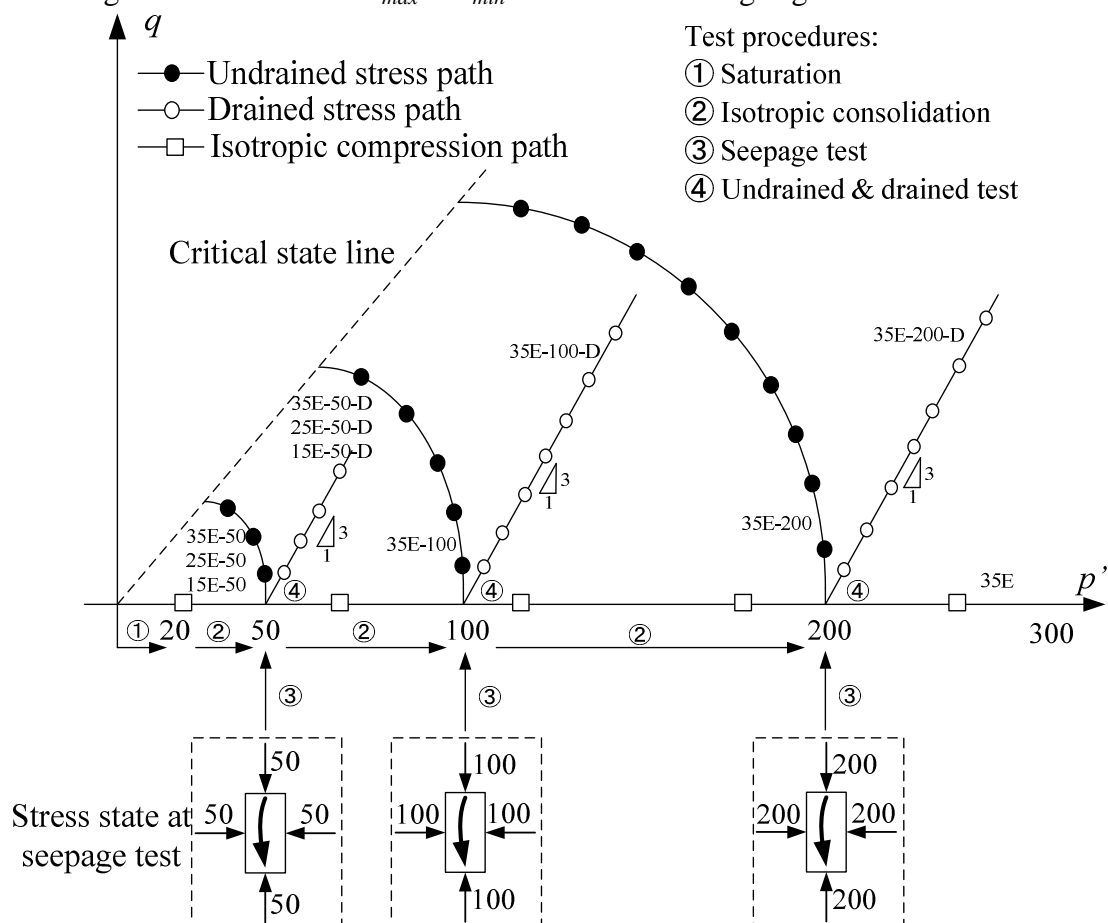 max
min
q
Undrained stress path
Drained stress path
Isotropic compression path
Test procedures:
① Saturation
② Isotropic consolidation
③ Seepage test
④ Undrained & drained test
Critical state line
35E-50-D
25E-50-D
15E-50-D
35E-100-D
35E-200-D
35E-50
25E-50
15E-50
35E-100
35E-200
3
1
3
1
3
1
④
④
④
35E
p’
① 20 ② 50 ② 100 ② 200 300
③
③
③
50
50
50
50
100
100
100
100
200
200
200
200
Stress state at
seepage test